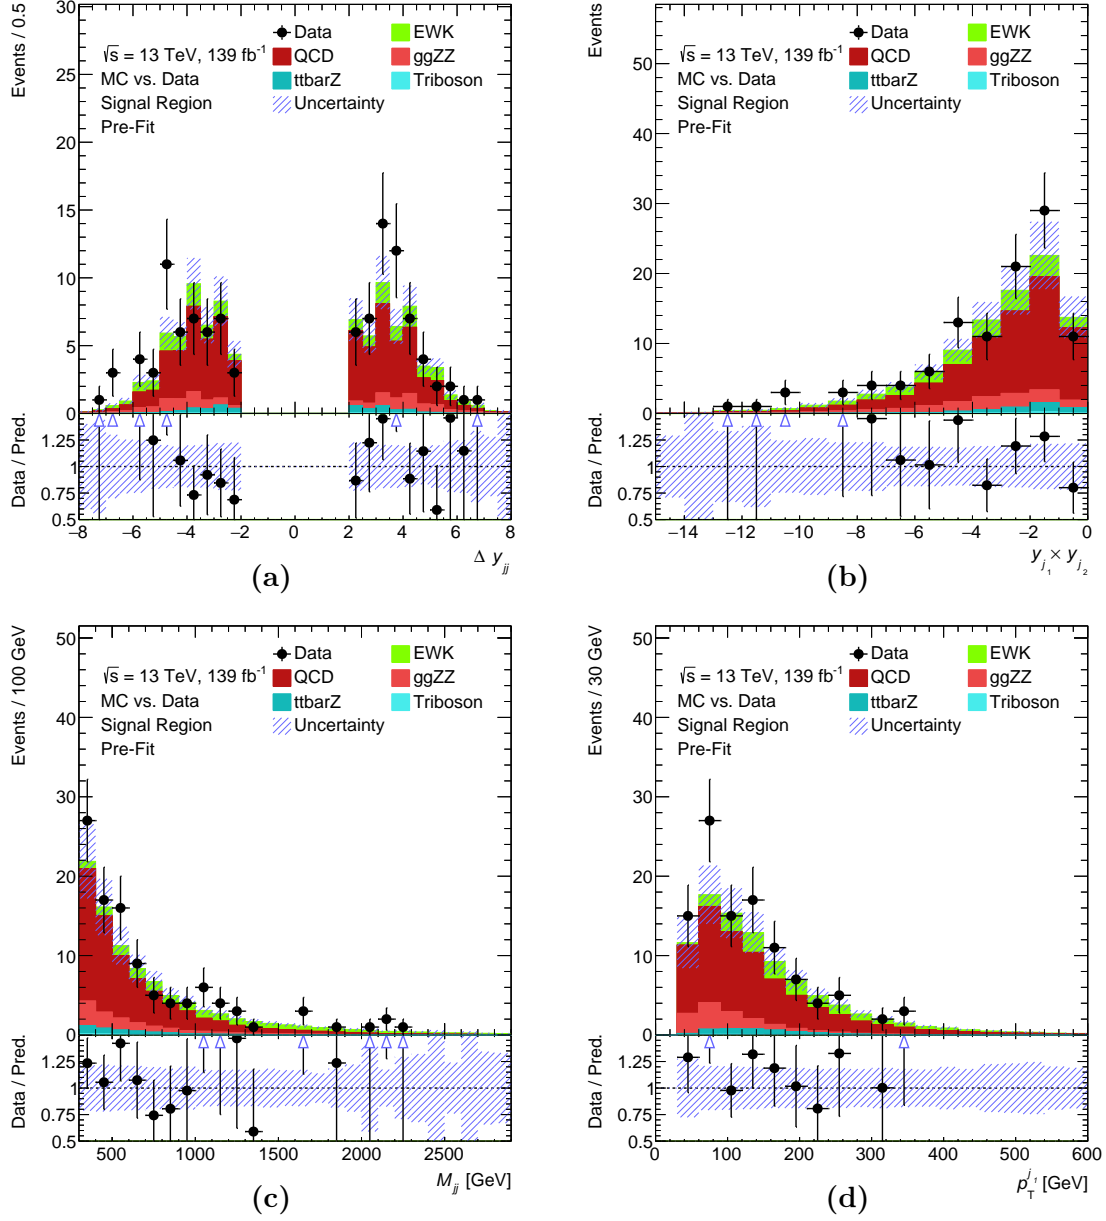 Events / 0.5
30
25
20
15
10
5
0
√s = 13 TeV, 139 fb⁻¹
MC vs. Data
Signal Region
Pre-Fit
Data
QCD
ttbarZ
Uncertainty
EWK
ggZZ
Triboson
Data / Pred.
1.25
1
0.75
0.5
−8 −6 −4 −2 0 2 4 6 8
Δ y_jj
(a)
Events
50
40
30
20
10
0
√s = 13 TeV, 139 fb⁻¹
MC vs. Data
Signal Region
Pre-Fit
Data
QCD
ttbarZ
Uncertainty
EWK
ggZZ
Triboson
Data / Pred.
1.25
1
0.75
0.5
−14 −12 −10 −8 −6 −4 −2 0
y_j₁ × y_j₂
(b)
Events / 100 GeV
50
40
30
20
10
0
√s = 13 TeV, 139 fb⁻¹
MC vs. Data
Signal Region
Pre-Fit
Data
QCD
ttbarZ
Uncertainty
EWK
ggZZ
Triboson
Data / Pred.
1.25
1
0.75
0.5
500 1000 1500 2000 2500
M_jj [GeV]
(c)
Events / 30 GeV
50
40
30
20
10
0
√s = 13 TeV, 139 fb⁻¹
MC vs. Data
Signal Region
Pre-Fit
Data
QCD
ttbarZ
Uncertainty
EWK
ggZZ
Triboson
Data / Pred.
1.25
1
0.75
0.5
0 100 200 300 400 500 600
p_T^j₁ [GeV]
(d)